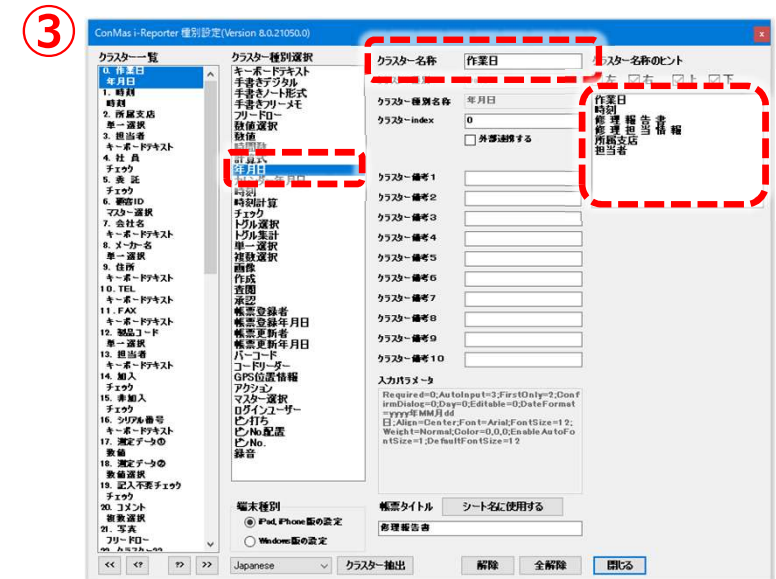 ③
ConMas i-Reporter 種別設定(Version 8.0.21050.0)
クラスター一覧
0. 作業日
年月日
1. 時刻
時刻
2. 所属支店
単一選択
3. 担当者
キーボードテキスト
4. 社 員
チェック
5. 委 託
チェック
6. 顧客ID
マスター選択
7. 会社名
キーボードテキスト
8. メーカー名
単一選択
9. 住所
キーボードテキスト
10. TEL
キーボードテキスト
11. FAX
キーボードテキスト
12. 製品コード
単一選択
13. 担当者
キーボードテキスト
14. 加入
チェック
15. 非加入
チェック
16. シリアル番号
キーボードテキスト
17. 測定データ①
数値
18. 測定データ②
数値選択
19. 記入不要チェック
チェック
20. コメント
複数選択
21. 写真
フリードロー
22. クラスター22
<< <? ?> >>
クラスター種別選択
キーボードテキスト
手書きデジタル
手書きノート形式
手書きフリーメモ
フリードロー
数値選択
数値
時間数
計算式
年月日
カレンダー年月日
時刻
時刻計算
チェック
トグル選択
トグル集計
単一選択
複数選択
画像
作成
査閲
承認
帳票登録者
帳票登録年月日
帳票更新者
帳票更新年月日
バーコード
コードリーダー
GPS位置情報
アクション
マスター選択
ログインユーザー
ピン打ち
ピンNo.配置
ピンNo.
録音
端末種別
iPad, iPhone版の設定
Windows版の設定
Japanese
クラスター抽出
クラスター名称 作業日
クラスター種別名称 年月日
クラスターindex 0
外部連携する
クラスター備考1
クラスター備考2
クラスター備考3
クラスター備考4
クラスター備考5
クラスター備考6
クラスター備考7
クラスター備考8
クラスター備考9
クラスター備考10
入力パラメータ
Required=0;AutoInput=3;FirstOnly=2;Conf
irmDialog=0;Day=0;Editable=0;DateFormat
=yyyy年MM月dd
日;Align=Center;Font=Arial;FontSize=12;
Weight=Normal;Color=0,0,0;EnableAutoFo
ntSize=1;DefaultFontSize=12
帳票タイトル シート名に使用する
修理報告書
解除 全解除 閉じる
クラスター名称のヒント
左 右 上 下
作業日
時刻
修 理 報 告 書
修 理 担 当 情 報
所属支店
担当者